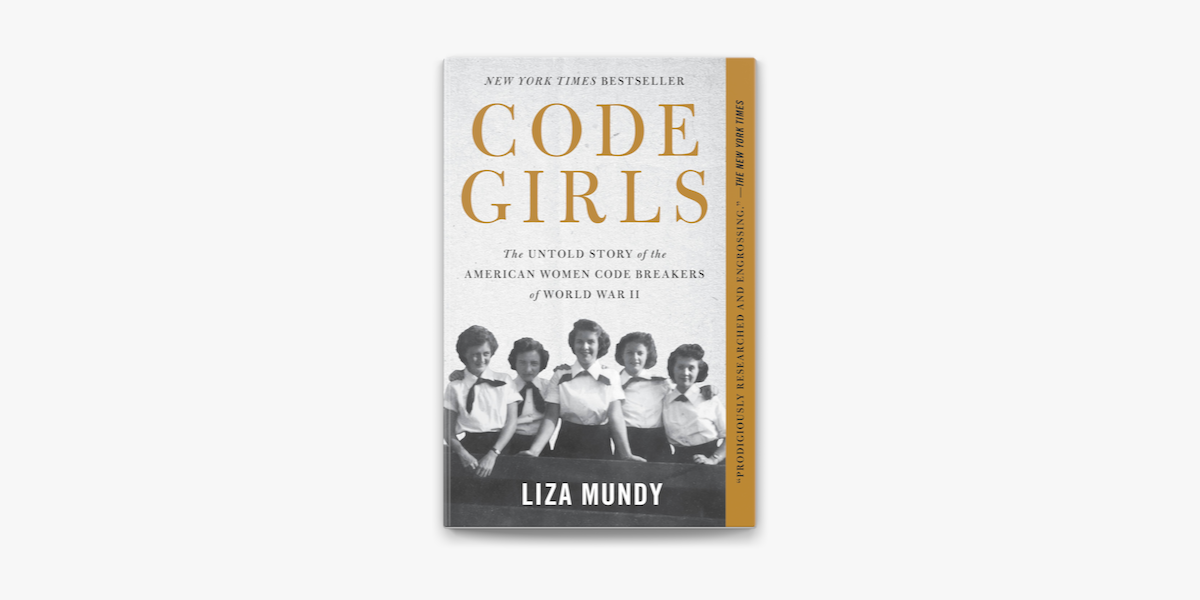 NEW YORK TIMES BESTSELLER
CODE
GIRLS
The UNTOLD STORY of the
AMERICAN WOMEN CODE BREAKERS
of WORLD WAR II
LIZA MUNDY
“PRODIGIOUSLY RESEARCHED AND ENGROSSING.” —THE NEW YORK TIMES